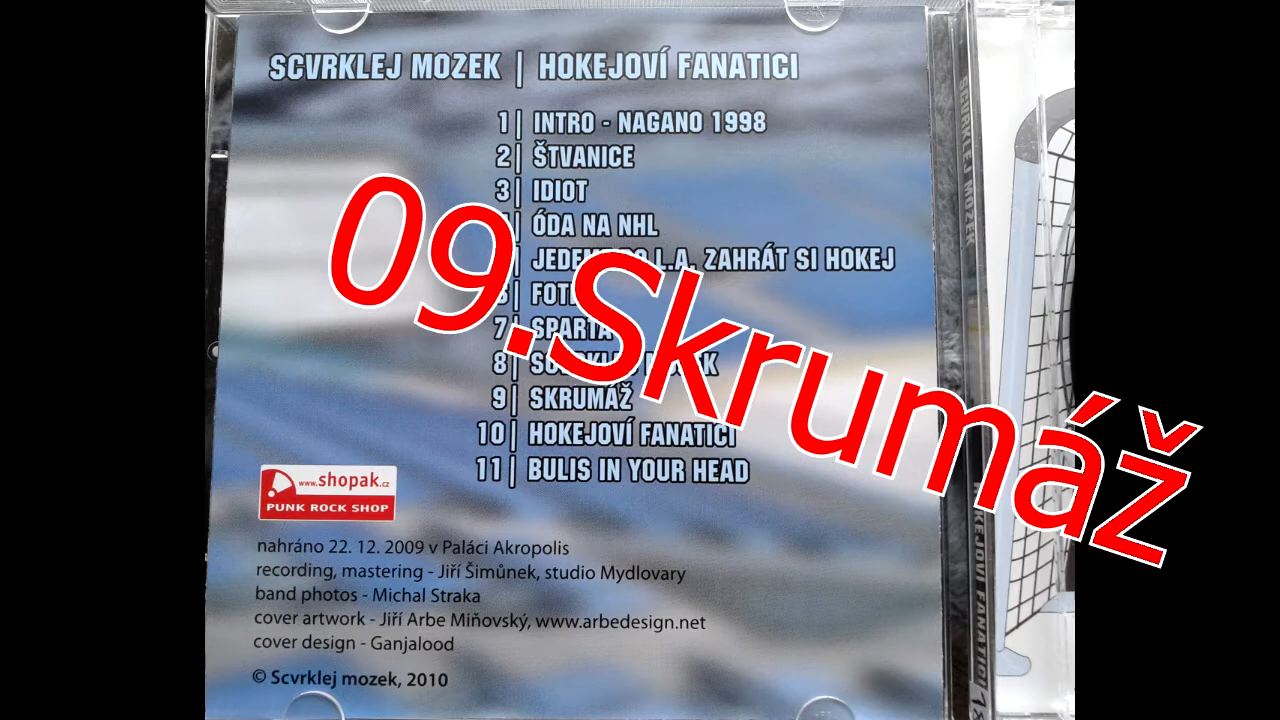 SCVRKLEJ MOZEK | HOKEJOVÍ FANATICI
1| INTRO - NAGANO 1998
2| ŠTVANICE
3| IDIOT
| ÓDA NA NHL
| L.A. ZAHRÁT SI HOKEJ
7| SPARTA
8|
9| SKRUMÁŽ
10| HOKEJOVÍ FANATICI
11| BULIS IN YOUR HEAD
09.Skrumáž
www.shopak.cz
PUNK ROCK SHOP
nahráno 22. 12. 2009 v Paláci Akropolis
recording, mastering - Jiří Šimůnek, studio Mydlovary
band photos - Michal Straka
cover artwork - Jiří Arbe Miňovský, www.arbedesign.net
cover design - Ganjalood
© Scvrklej mozek, 2010
SCVRKLEJ MOZEK
HOKEJOVÍ FANATICI